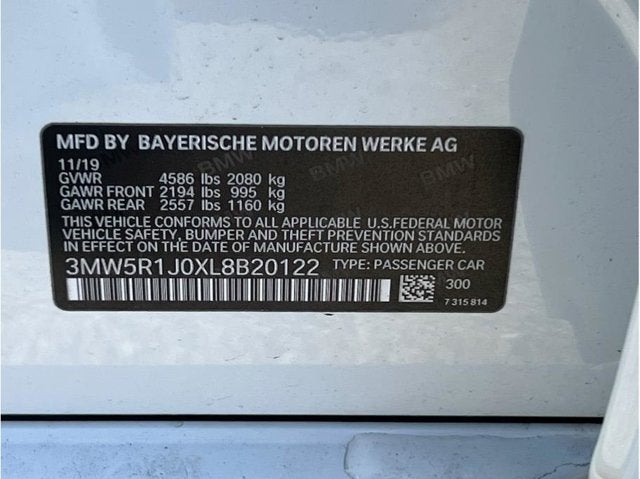 MFD BY BAYERISCHE MOTOREN WERKE AG
11/19
GVWR 4586 lbs 2080 kg
GAWR FRONT 2194 lbs 995 kg
GAWR REAR 2557 lbs 1160 kg
THIS VEHICLE CONFORMS TO ALL APPLICABLE U.S.FEDERAL MOTOR
VEHICLE SAFETY, BUMPER AND THEFT PREVENTION STANDARDS
IN EFFECT ON THE DATE OF MANUFACTURE SHOWN ABOVE.
3MW5R1J0XL8B20122 TYPE: PASSENGER CAR
300
7 315 814
BMW
BMW
BMW